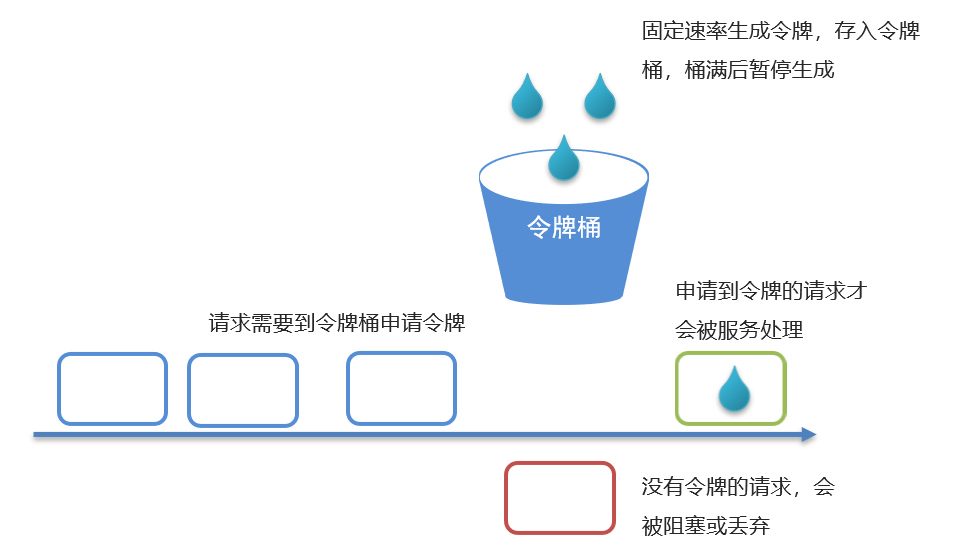 固定速率生成令牌，存入令牌
桶，桶满后暂停生成
令牌桶
申请到令牌的请求才
会被服务处理
请求需要到令牌桶申请令牌
没有令牌的请求，会
被阻塞或丢弃